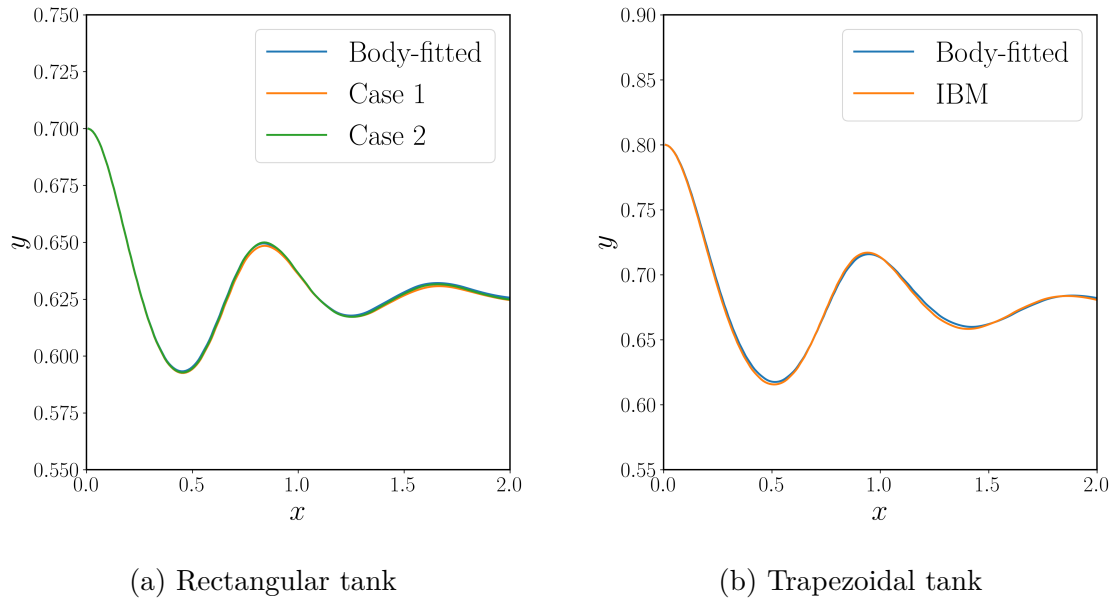 0.750
0.725
0.700
0.675
0.650
0.625
0.600
0.575
0.550
y
0.0
0.5
1.0
1.5
2.0
x
Body-fitted
Case 1
Case 2
(a) Rectangular tank
0.90
0.85
0.80
0.75
0.70
0.65
0.60
0.55
y
0.0
0.5
1.0
1.5
2.0
x
Body-fitted
IBM
(b) Trapezoidal tank